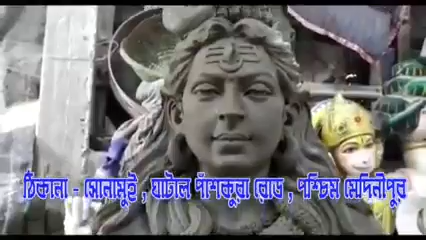 ঠিকানা - সোনামুই , ঘাটাল পাঁশকুরা রোড , পশ্চিম মেদিনীপুর